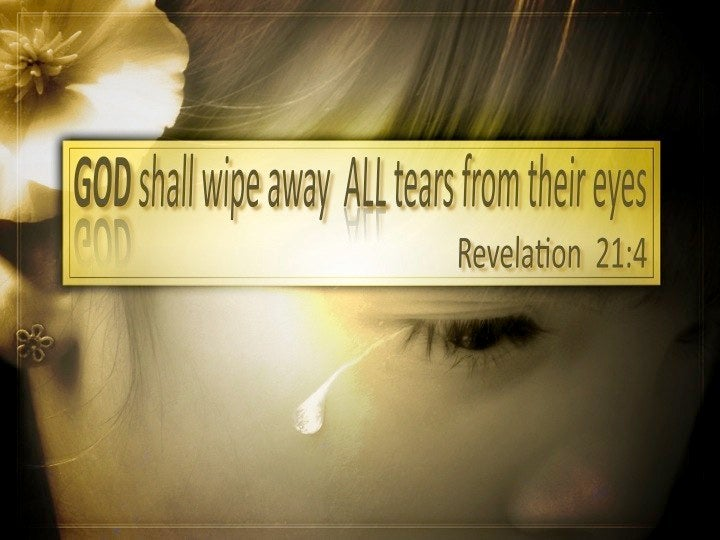 GOD shall wipe away ALL tears from their eyes
Revelation 21:4